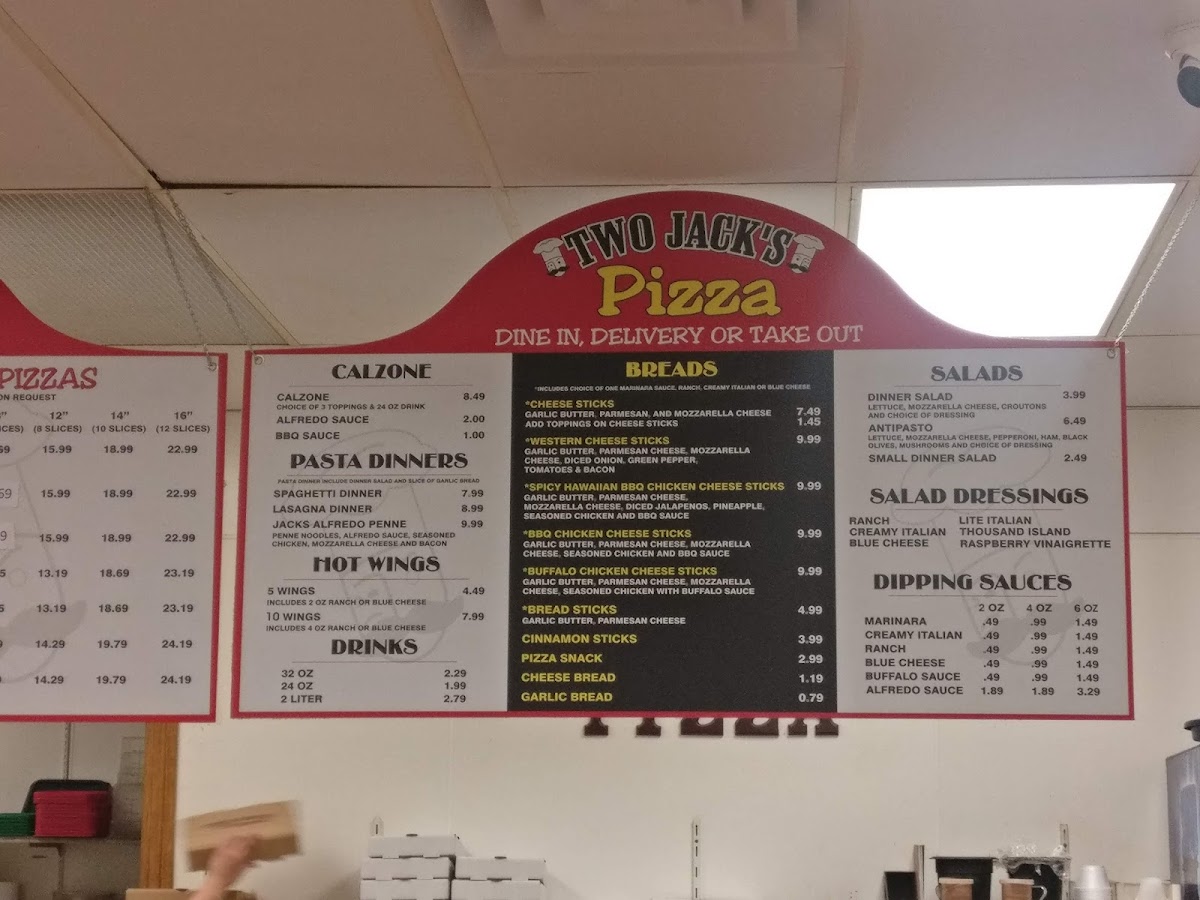 TWO JACK'S
Pizza
DINE IN, DELIVERY OR TAKE OUT
PIZZAS
ON REQUEST
12" 14" 16"
(8 SLICES) (10 SLICES) (12 SLICES)
15.99 18.99 22.99
15.99 18.99 22.99
15.99 18.99 22.99
13.19 18.69 23.19
13.19 18.69 23.19
14.29 19.79 24.19
14.29 19.79 24.19
CALZONE
CALZONE 8.49
CHOICE OF 3 TOPPINGS & 24 OZ DRINK
ALFREDO SAUCE 2.00
BBQ SAUCE 1.00
PASTA DINNERS
PASTA DINNER INCLUDE DINNER SALAD AND SLICE OF GARLIC BREAD
SPAGHETTI DINNER 7.99
LASAGNA DINNER 8.99
JACKS ALFREDO PENNE 9.99
PENNE NOODLES, ALFREDO SAUCE, SEASONED
CHICKEN, MOZZARELLA CHEESE AND BACON
HOT WINGS
5 WINGS 4.49
INCLUDES 2 OZ RANCH OR BLUE CHEESE
10 WINGS 7.99
INCLUDES 4 OZ RANCH OR BLUE CHEESE
DRINKS
32 OZ 2.29
24 OZ 1.99
2 LITER 2.79
BREADS
*INCLUDES CHOICE OF ONE MARINARA SAUCE, RANCH, CREAMY ITALIAN OR BLUE CHEESE
*CHEESE STICKS
GARLIC BUTTER, PARMESAN, AND MOZZARELLA CHEESE 7.49
ADD TOPPINGS ON CHEESE STICKS 1.45
*WESTERN CHEESE STICKS 9.99
GARLIC BUTTER, PARMESAN CHEESE, MOZZARELLA
CHEESE, DICED ONION, GREEN PEPPER,
TOMATOES & BACON
*SPICY HAWAIIAN BBQ CHICKEN CHEESE STICKS 9.99
GARLIC BUTTER, PARMESAN CHEESE,
MOZZARELLA CHEESE, DICED JALAPENOS, PINEAPPLE,
SEASONED CHICKEN AND BBQ SAUCE
*BBQ CHICKEN CHEESE STICKS 9.99
GARLIC BUTTER, PARMESAN CHEESE, MOZZARELLA
CHEESE, SEASONED CHICKEN AND BBQ SAUCE
*BUFFALO CHICKEN CHEESE STICKS 9.99
GARLIC BUTTER, PARMESAN CHEESE, MOZZARELLA
CHEESE, SEASONED CHICKEN WITH BUFFALO SAUCE
*BREAD STICKS 4.99
GARLIC BUTTER, PARMESAN CHEESE
CINNAMON STICKS 3.99
PIZZA SNACK 2.99
CHEESE BREAD 1.19
GARLIC BREAD 0.79
SALADS
DINNER SALAD 3.99
LETTUCE, MOZZARELLA CHEESE, CROUTONS
AND CHOICE OF DRESSING
ANTIPASTO 6.49
LETTUCE, MOZZARELLA CHEESE, PEPPERONI, HAM, BLACK
OLIVES, MUSHROOMS AND CHOICE OF DRESSING
SMALL DINNER SALAD 2.49
SALAD DRESSINGS
RANCH LITE ITALIAN
CREAMY ITALIAN THOUSAND ISLAND
BLUE CHEESE RASPBERRY VINAIGRETTE
DIPPING SAUCES
2 OZ 4 OZ 6 OZ
MARINARA .49 .99 1.49
CREAMY ITALIAN .49 .99 1.49
RANCH .49 .99 1.49
BLUE CHEESE .49 .99 1.49
BUFFALO SAUCE .49 .99 1.49
ALFREDO SAUCE 1.89 1.89 3.29